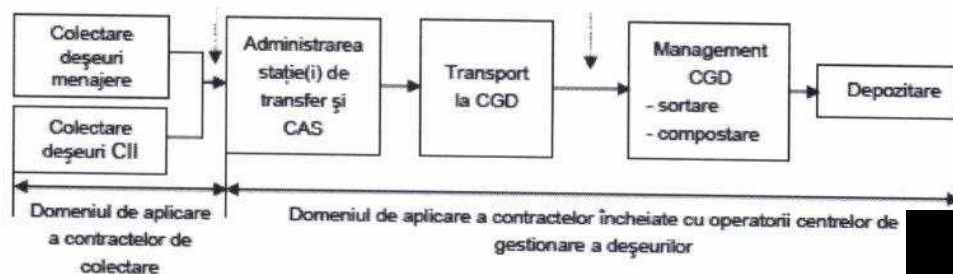 Colectare
deşeuri
menajere
Colectare
deşeuri CII
Administrarea
staţie(i) de
transfer şi
CAS
Transport
la CGD
Management
CGD
- sortare
- compostare
Depozitare
Domeniul de aplicare
a contractelor de
colectare
Domeniul de aplicare a contractelor încheiate cu operatorii centrelor de
gestionare a deşeurilor